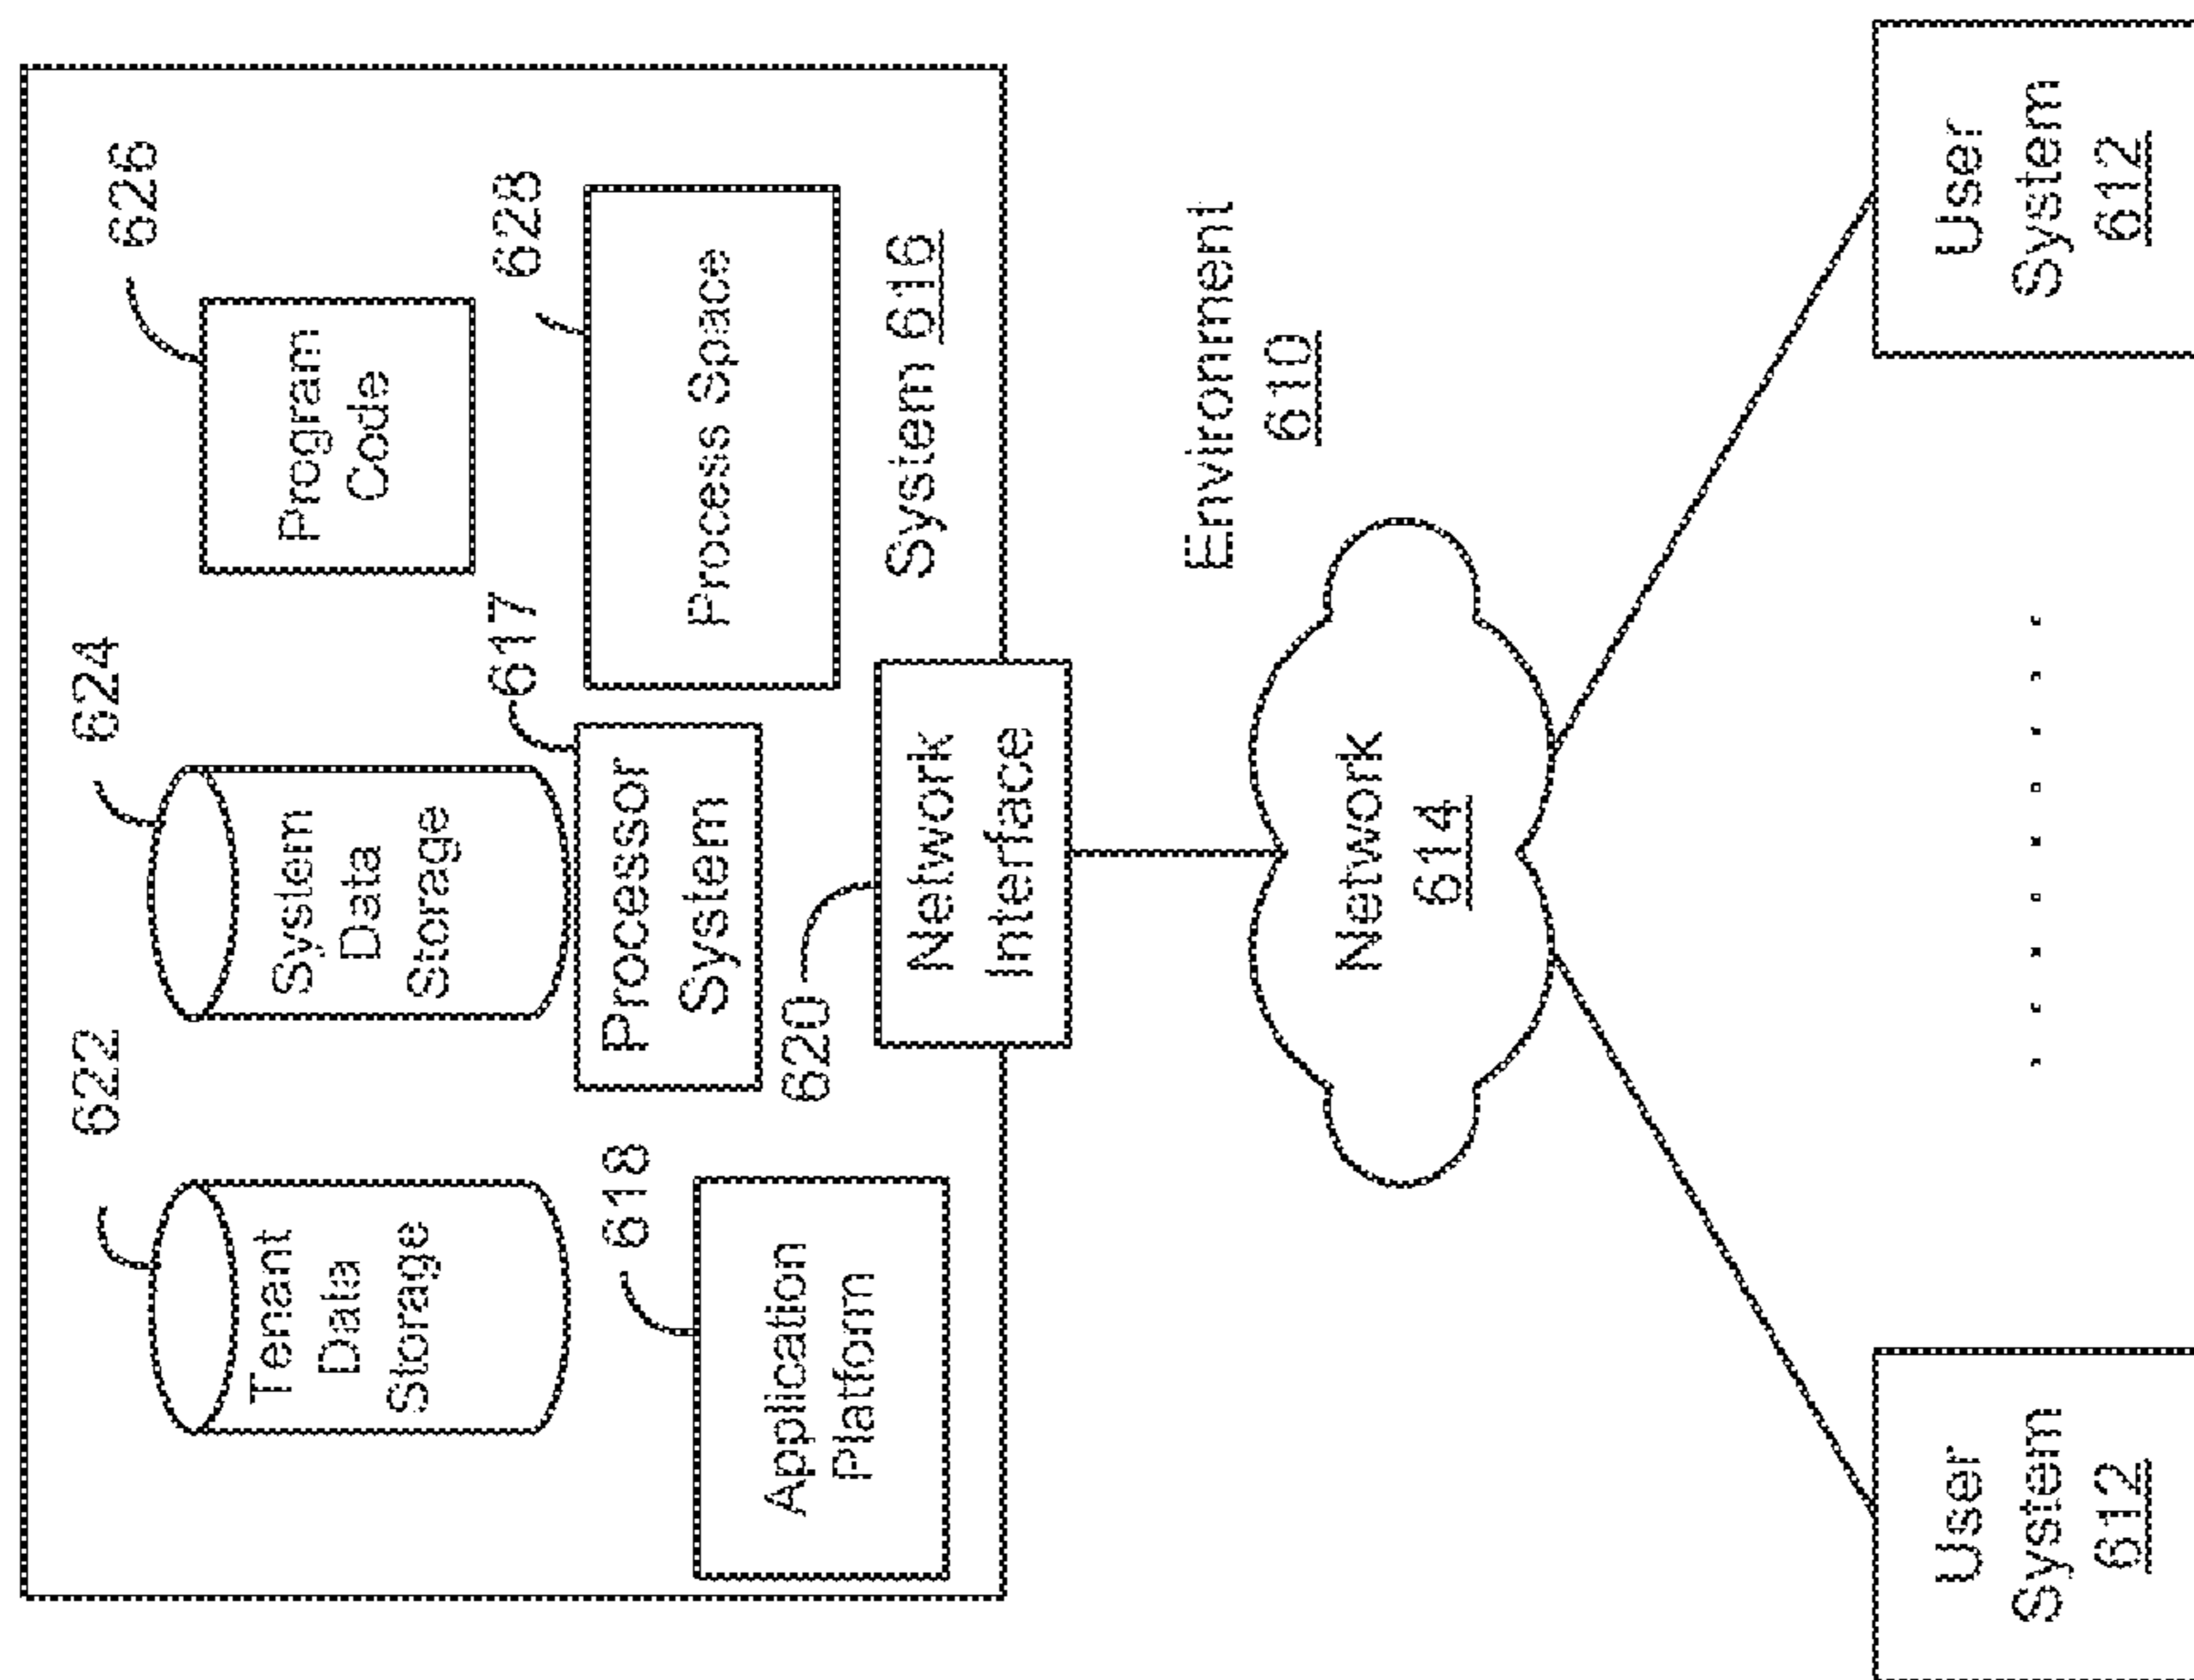 622
624
626
Tenant
Data
Storage
System
Data
Storage
Program
Code
618
617
628
Application
Platform
Processor
System
Process Space
620
Network
Interface
System 616
Environment
610
Network
614
User
System
612
User
System
612